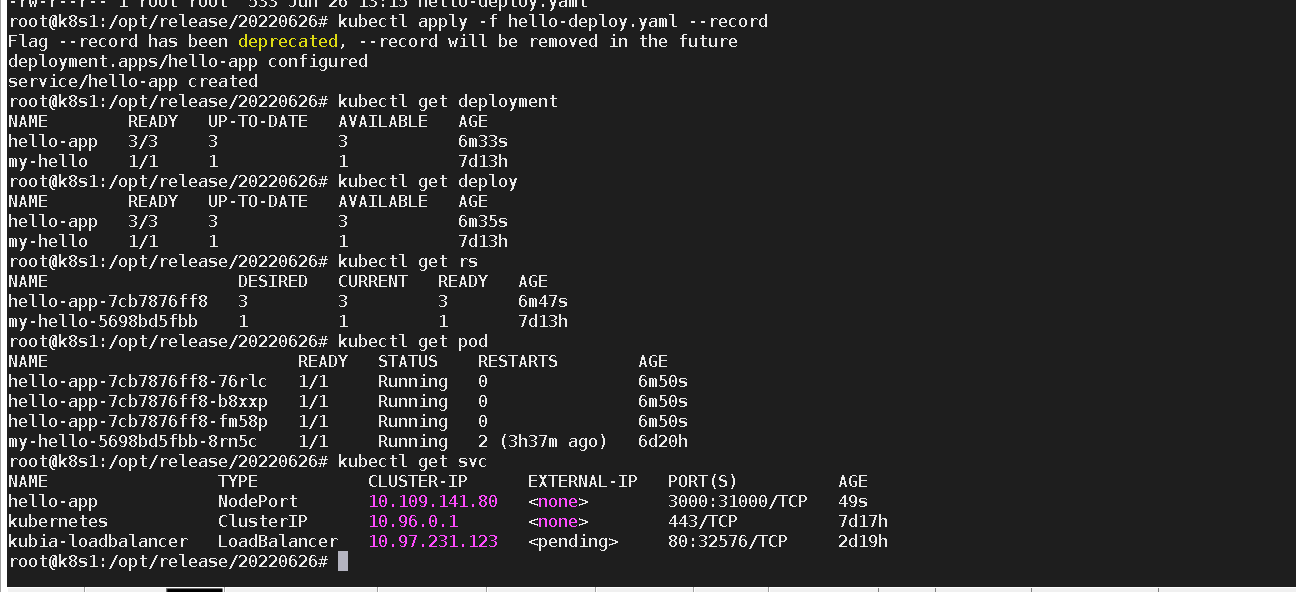 -rw-r--r-- 1 root root  533 Jun 26 13:15 hello-deploy.yaml
root@k8s1:/opt/release/20220626# kubectl apply -f hello-deploy.yaml --record
Flag --record has been deprecated, --record will be removed in the future
deployment.apps/hello-app configured
service/hello-app created
root@k8s1:/opt/release/20220626# kubectl get deployment
NAME        READY   UP-TO-DATE   AVAILABLE   AGE
hello-app   3/3     3            3           6m33s
my-hello    1/1     1            1           7d13h
root@k8s1:/opt/release/20220626# kubectl get deploy
NAME        READY   UP-TO-DATE   AVAILABLE   AGE
hello-app   3/3     3            3           6m35s
my-hello    1/1     1            1           7d13h
root@k8s1:/opt/release/20220626# kubectl get rs
NAME                   DESIRED   CURRENT   READY   AGE
hello-app-7cb7876ff8   3         3         3       6m47s
my-hello-5698bd5fbb    1         1         1       7d13h
root@k8s1:/opt/release/20220626# kubectl get pod
NAME                         READY   STATUS    RESTARTS        AGE
hello-app-7cb7876ff8-76rlc   1/1     Running   0               6m50s
hello-app-7cb7876ff8-b8xxp   1/1     Running   0               6m50s
hello-app-7cb7876ff8-fm58p   1/1     Running   0               6m50s
my-hello-5698bd5fbb-8rn5c    1/1     Running   2 (3h37m ago)   6d20h
root@k8s1:/opt/release/20220626# kubectl get svc
NAME                 TYPE           CLUSTER-IP      EXTERNAL-IP   PORT(S)          AGE
hello-app            NodePort       10.109.141.80   <none>        3000:31000/TCP   49s
kubernetes           ClusterIP      10.96.0.1       <none>        443/TCP          7d17h
kubia-loadbalancer   LoadBalancer   10.97.231.123   <pending>     80:32576/TCP     2d19h
root@k8s1:/opt/release/20220626#